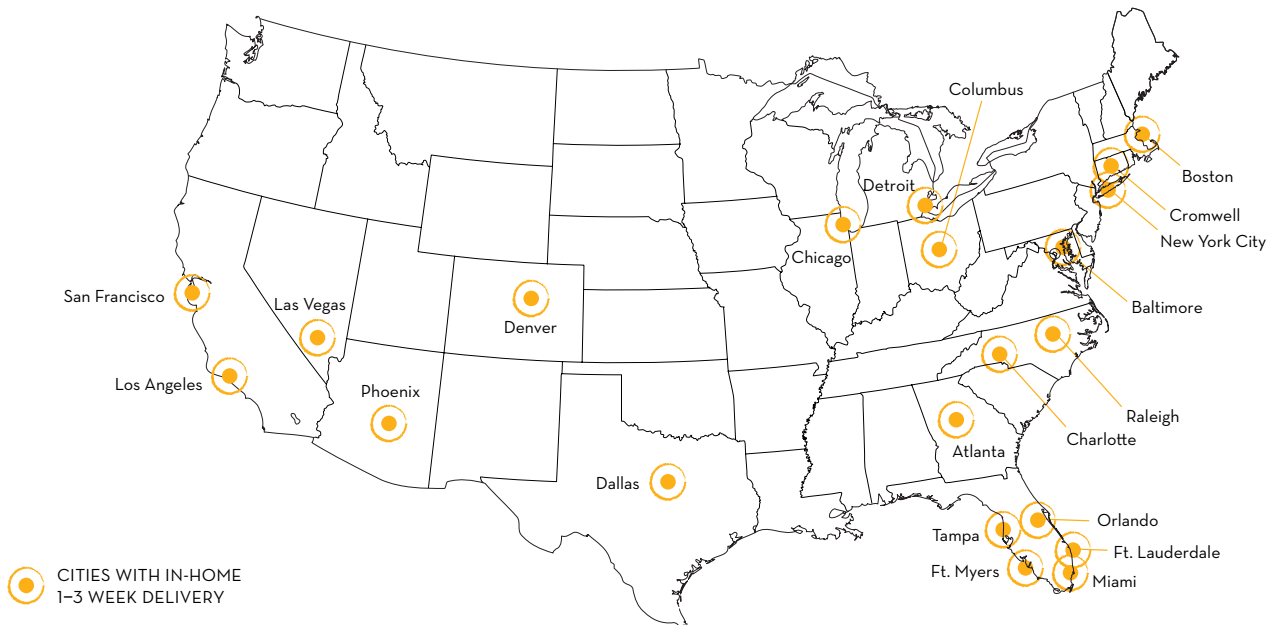 Columbus
Boston
Detroit
Cromwell
New York City
Chicago
San Francisco
Las Vegas
Baltimore
Denver
Los Angeles
Phoenix
Raleigh
Charlotte
Atlanta
Dallas
Orlando
Tampa
Ft. Lauderdale
Ft. Myers
Miami
CITIES WITH IN-HOME
1–3 WEEK DELIVERY